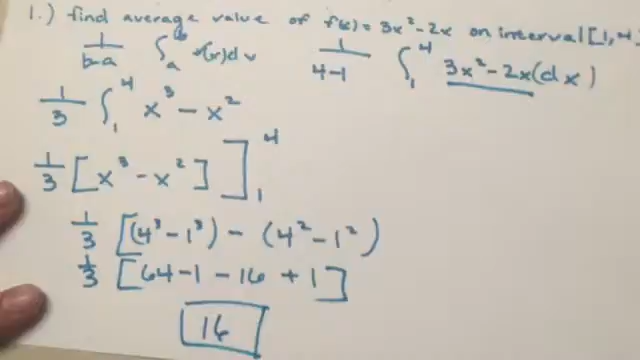 1.) find average value of f(x) = 3x² - 2x on interval [1, 4]
1/(b-a) ∫ₐᵇ f(x)dx 1/(4-1) ∫₁⁴ 3x² - 2x(dx)
1/3 ∫₁⁴ x³ - x²
1/3 [x³ - x²] ]₁⁴
1/3 [(4³ - 1³) - (4² - 1²)
1/3 [64 - 1 - 16 + 1]
16